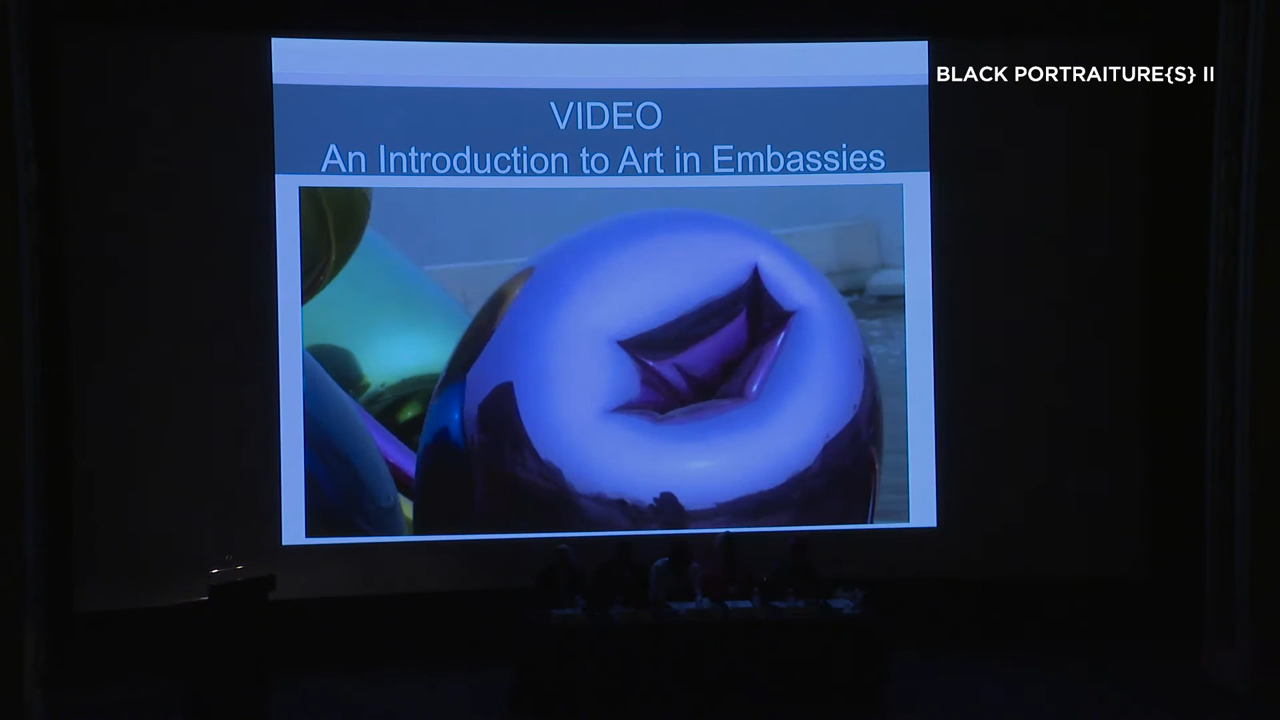 BLACK PORTRAITURE{S} II
VIDEO
An Introduction to Art in Embassies